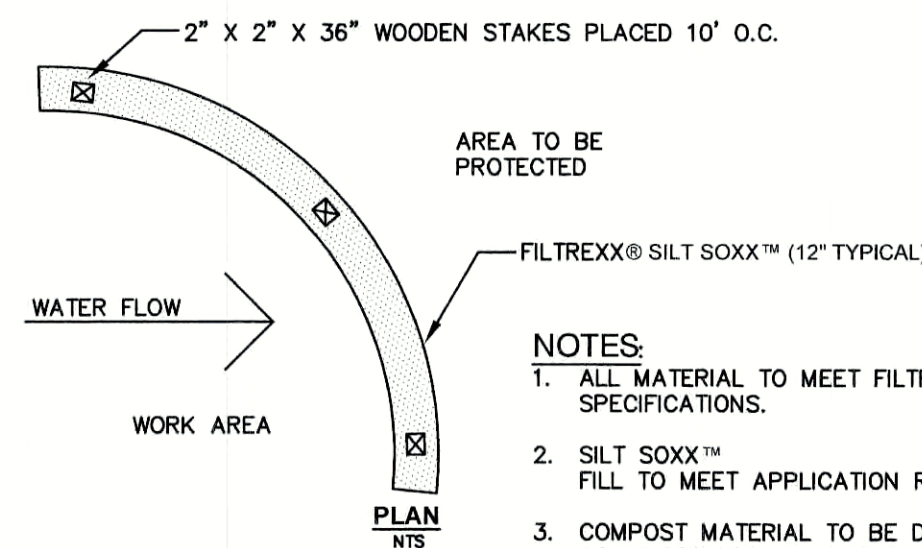 2" X 2" X 36" WOODEN STAKES PLACED 10' O.C.
AREA TO BE
PROTECTED
FILTREXX® SILT SOXX™ (12" TYPICAL)
WATER FLOW
WORK AREA
PLAN
NTS
NOTES:
1. ALL MATERIAL TO MEET
SPECIFICATIONS.
2. SILT SOXX™
FILL TO MEET APPLICATION
3. COMPOST MATERIAL TO BE